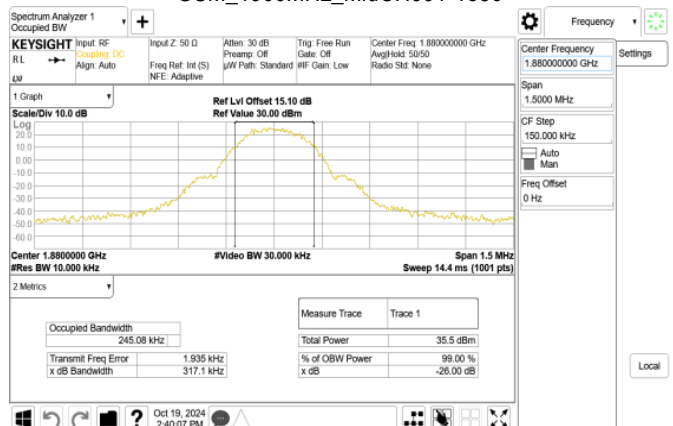 Spectrum Analyzer 1
Occupied BW
Frequency
KEYSIGHT
Input: RF
Coupling: DC
Align: Auto
Input Z: 50 Ω
Freq Ref: Int (S)
NFE: Adaptive
Atten: 30 dB
Preamp: Off
µW Path: Standard
Trig: Free Run
Gate: Off
#IF Gain: Low
Center Freq: 1.880000000 GHz
Avg|Hold: 50/50
Radio Std: None
RL
Center Frequency
1.880000000 GHz
Settings
Span
1.5000 MHz
CF Step
150.000 kHz
Auto
Man
Freq Offset
0 Hz
1 Graph
Scale/Div 10.0 dB
Ref Lvl Offset 15.10 dB
Ref Value 30.00 dBm
Log
20.0
10.0
0.00
-10.0
-20.0
-30.0
-40.0
-50.0
-60.0
Center 1.8800000 GHz
#Res BW 10.000 kHz
#Video BW 30.000 kHz
Span 1.5 MHz
Sweep 14.4 ms (1001 pts)
2 Metrics
Measure Trace
Trace 1
Occupied Bandwidth
245.08 kHz
Total Power
35.5 dBm
Transmit Freq Error
1.935 kHz
% of OBW Power
99.00 %
x dB Bandwidth
317.1 kHz
x dB
-26.00 dB
Local
Oct 19, 2024
2:40:07 PM